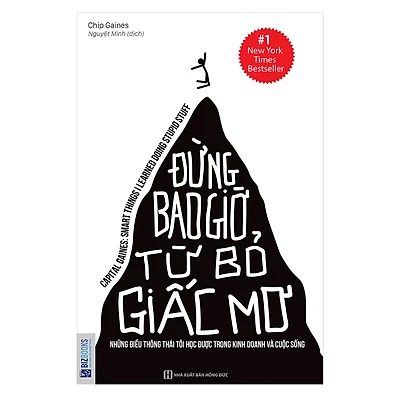 Chip Gaines
Nguyệt Minh (dịch)
#1
New York
Times
Bestseller
CAPITAL GAINES: SMART THINGS I LEARNED DOING STUPID STUFF
ĐỪNG
BAO GIỜ
TỪ BỎ
GIẤC MƠ
NHỮNG ĐIỀU THÔNG THÁI TÔI HỌC ĐƯỢC TRONG KINH DOANH VÀ CUỘC SỐNG
BIZBOOKS
NHÀ XUẤT BẢN HỒNG ĐỨC